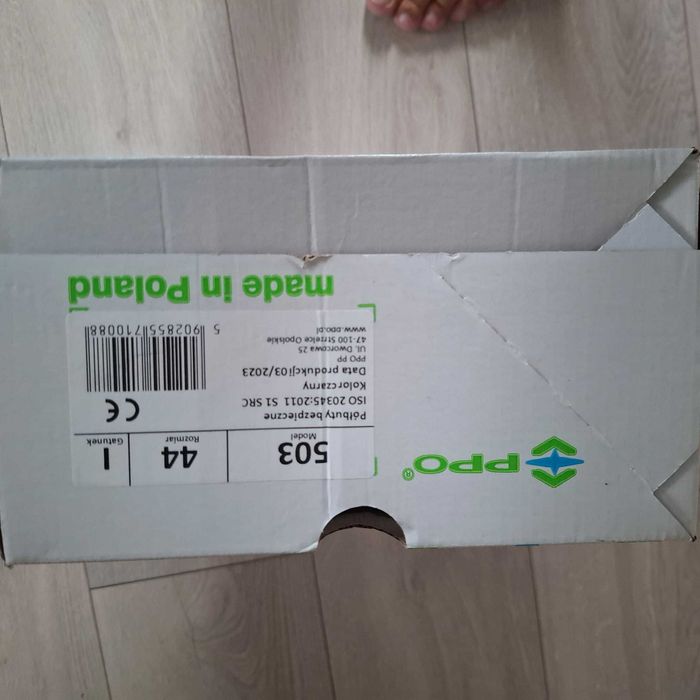 PPO®
503
Model
44
Rozmiar
I
Gatunek
Półbuty bezpieczne
ISO 20345:2011 S1 SRC
Kolor:czarny
Data produkcji:03/2023
PPO PP
Ul. Dworcowa 25
47-100 Strzelce Opolskie
www.ppo.pl
CE
5 902855 710088
made in Poland